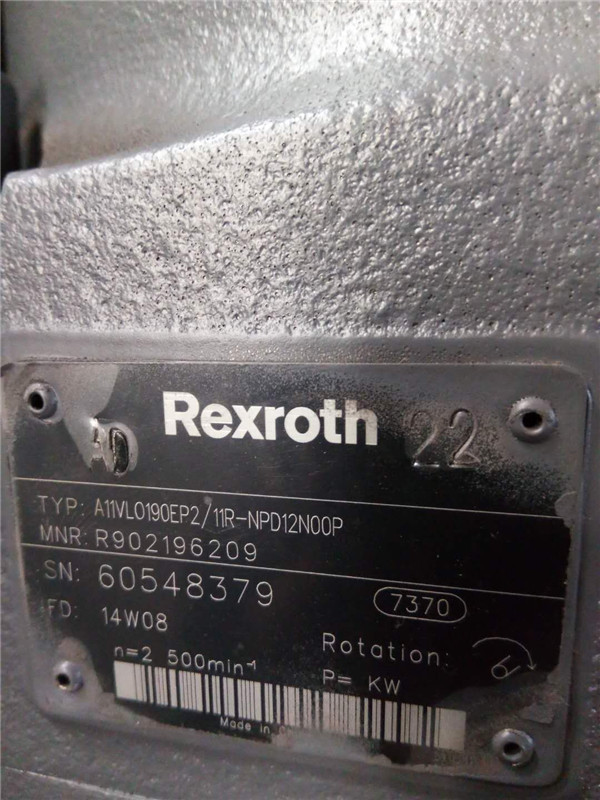 AD Rexroth 22
TYP: A11VLO190EP2/11R-NPD12N00P
MNR: R902196209
SN: 60548379
7370
FD: 14W08
Rotation:
n=2 500min⁻¹
P= KW
Made in